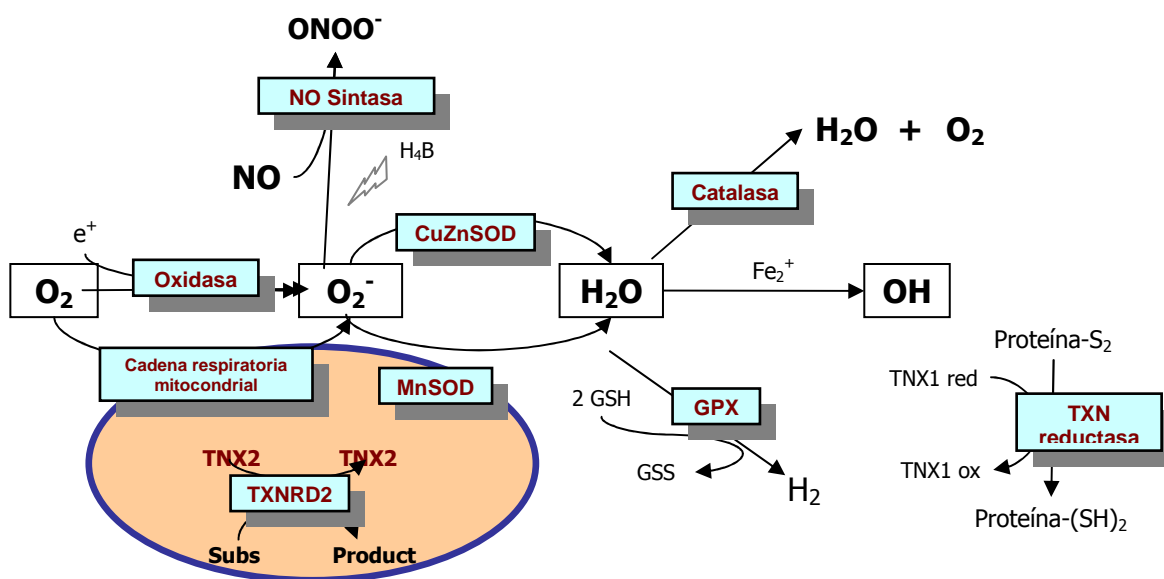 ONOO⁻
NO Sintasa
H₄B
NO
H₂O + O₂
Catalasa
CuZnSOD
e⁺
Oxidasa
O₂
O₂⁻
H₂O
Fe₂⁺
OH
Cadena respiratoria
mitocondrial
MnSOD
Proteína-S₂
TNX1 red
2 GSH
GPX
TXN
reductasa
TNX2
TNX2
TXNRD2
GSS
H₂
TNX1 ox
Proteína-(SH)₂
Subs
Product